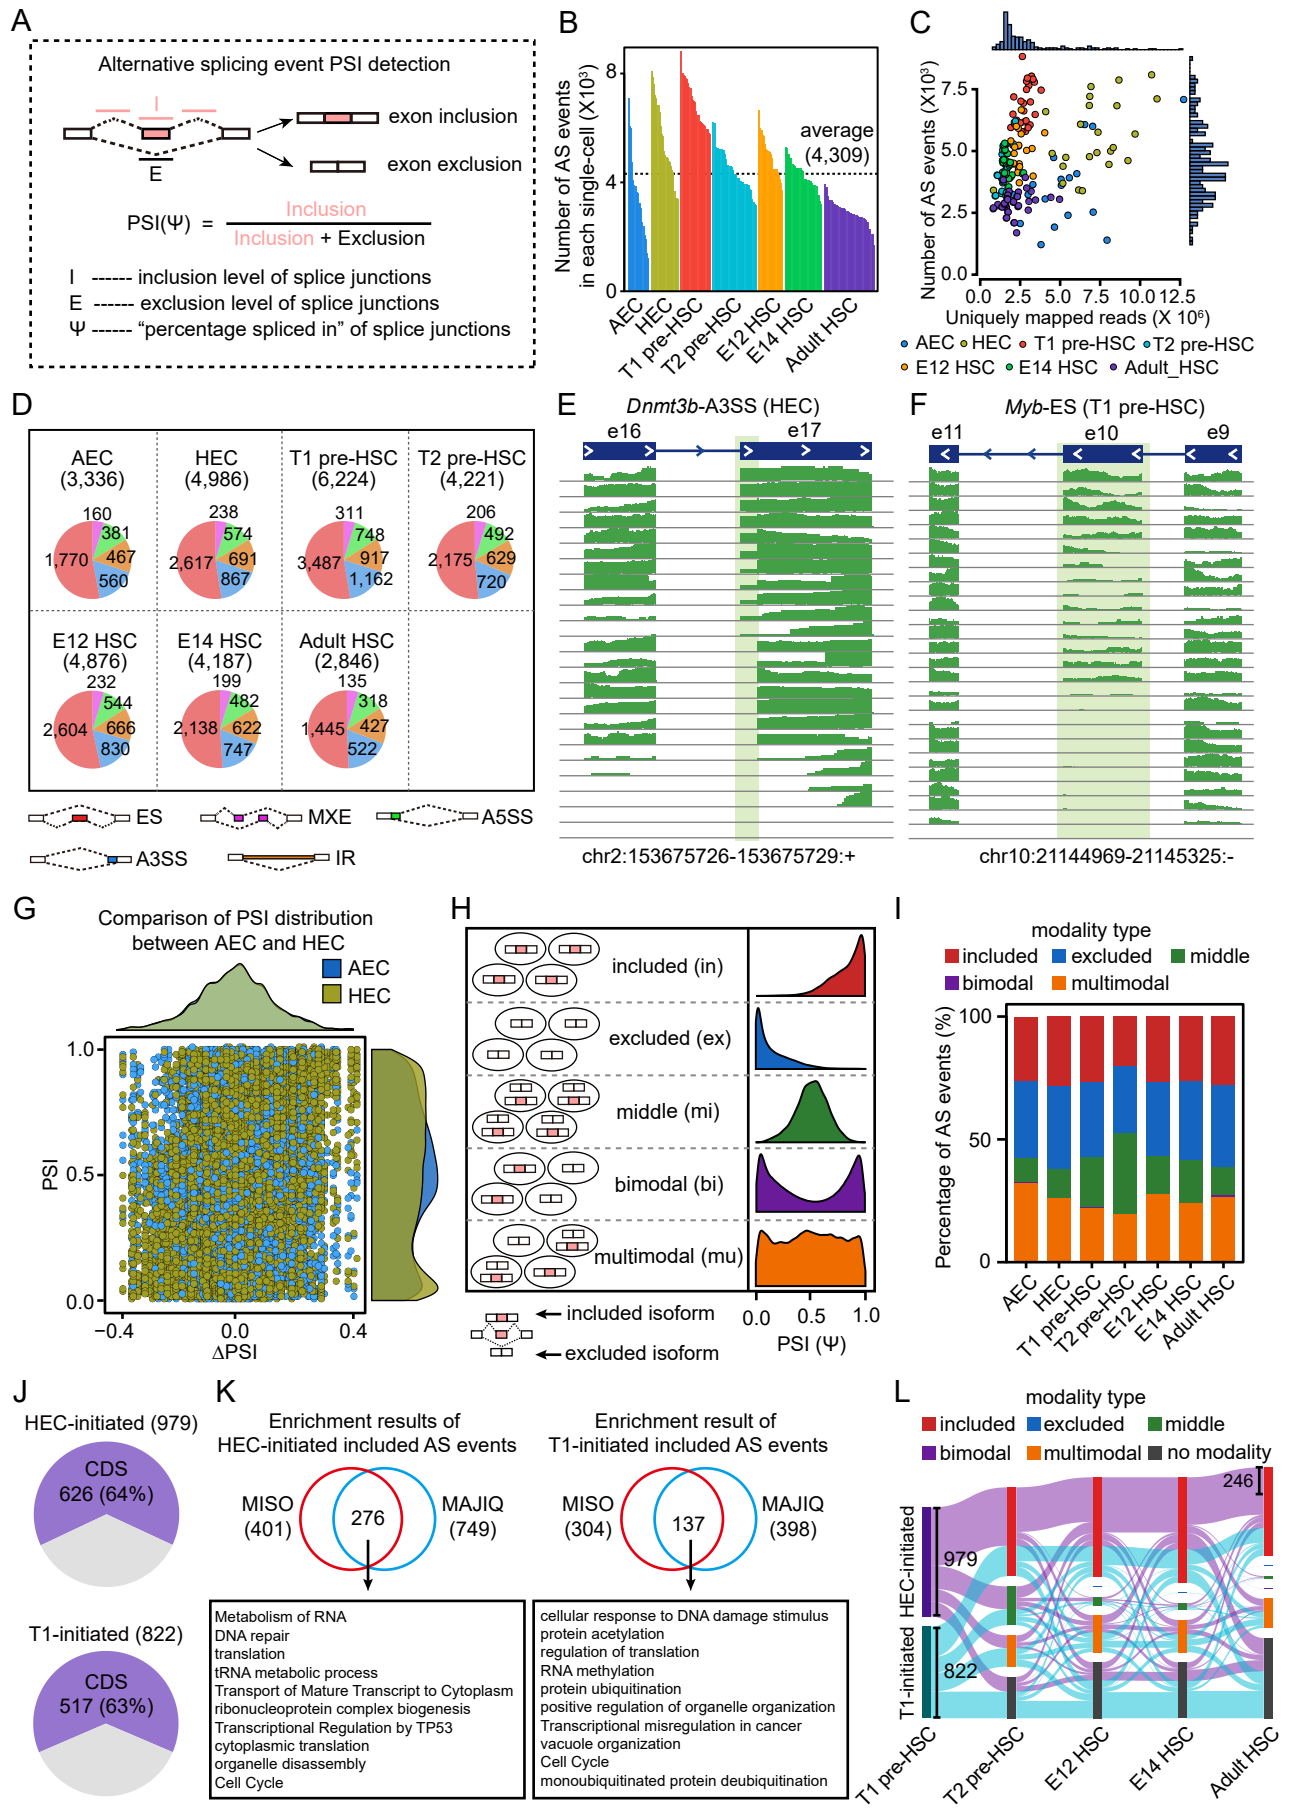 A
Alternative splicing event PSI detection
I
E
exon inclusion
exon exclusion
PSI(Ψ) = Inclusion
Inclusion + Exclusion
I ------ inclusion level of splice junctions
E ------ exclusion level of splice junctions
Ψ ------ “percentage spliced in” of splice junctions
B
Number of AS events
in each single-cell (X10³)
8
4
0
average
(4,309)
AEC
HEC
T1 pre-HSC
T2 pre-HSC
E12 HSC
E14 HSC
Adult HSC
C
Number of AS events (X10³)
7.5
5.0
2.5
0.0
0.0 2.5 5.0 7.5 10.0 12.5
Uniquely mapped reads (X 10⁶)
AEC HEC T1 pre-HSC T2 pre-HSC
E12 HSC E14 HSC Adult_HSC
D
AEC
(3,336)
160
381
467
560
1,770
HEC
(4,986)
238
574
691
867
2,617
T1 pre-HSC
(6,224)
311
748
917
1,162
3,487
T2 pre-HSC
(4,221)
206
492
629
720
2,175
E12 HSC
(4,876)
232
544
666
830
2,604
E14 HSC
(4,187)
199
482
622
747
2,138
Adult HSC
(2,846)
135
318
427
522
1,445
ES MXE A5SS
A3SS IR
E
Dnmt3b-A3SS (HEC)
e16 e17
chr2:153675726-153675729:+
F
Myb-ES (T1 pre-HSC)
e11 e10 e9
chr10:21144969-21145325:-
G
Comparison of PSI distribution
between AEC and HEC
AEC
HEC
PSI
1.0
0.5
0.0
−0.4 0.0 0.4
ΔPSI
H
included (in)
excluded (ex)
middle (mi)
bimodal (bi)
multimodal (mu)
included isoform
excluded isoform
0.0 0.5 1.0
PSI (Ψ)
I
modality type
included excluded middle
bimodal multimodal
Percentage of AS events (%)
100
50
0
AEC
HEC
T1 pre-HSC
T2 pre-HSC
E12 HSC
E14 HSC
Adult HSC
J
HEC-initiated (979)
CDS
626 (64%)
T1-initiated (822)
CDS
517 (63%)
K
Enrichment results of
HEC-initiated included AS events
MISO
(401)
276
MAJIQ
(749)
Metabolism of RNA
DNA repair
translation
tRNA metabolic process
Transport of Mature Transcript to Cytoplasm
ribonucleoprotein complex biogenesis
Transcriptional Regulation by TP53
cytoplasmic translation
organelle disassembly
Cell Cycle
Enrichment result of
T1-initiated included AS events
MISO
(304)
137
MAJIQ
(398)
cellular response to DNA damage stimulus
protein acetylation
regulation of translation
RNA methylation
protein ubiquitination
positive regulation of organelle organization
Transcriptional misregulation in cancer
vacuole organization
Cell Cycle
monoubiquitinated protein deubiquitination
L
modality type
included excluded middle
bimodal multimodal no modality
246
HEC-initiated
979
T1-initiated
822
T1 pre-HSC
T2 pre-HSC
E12 HSC
E14 HSC
Adult HSC